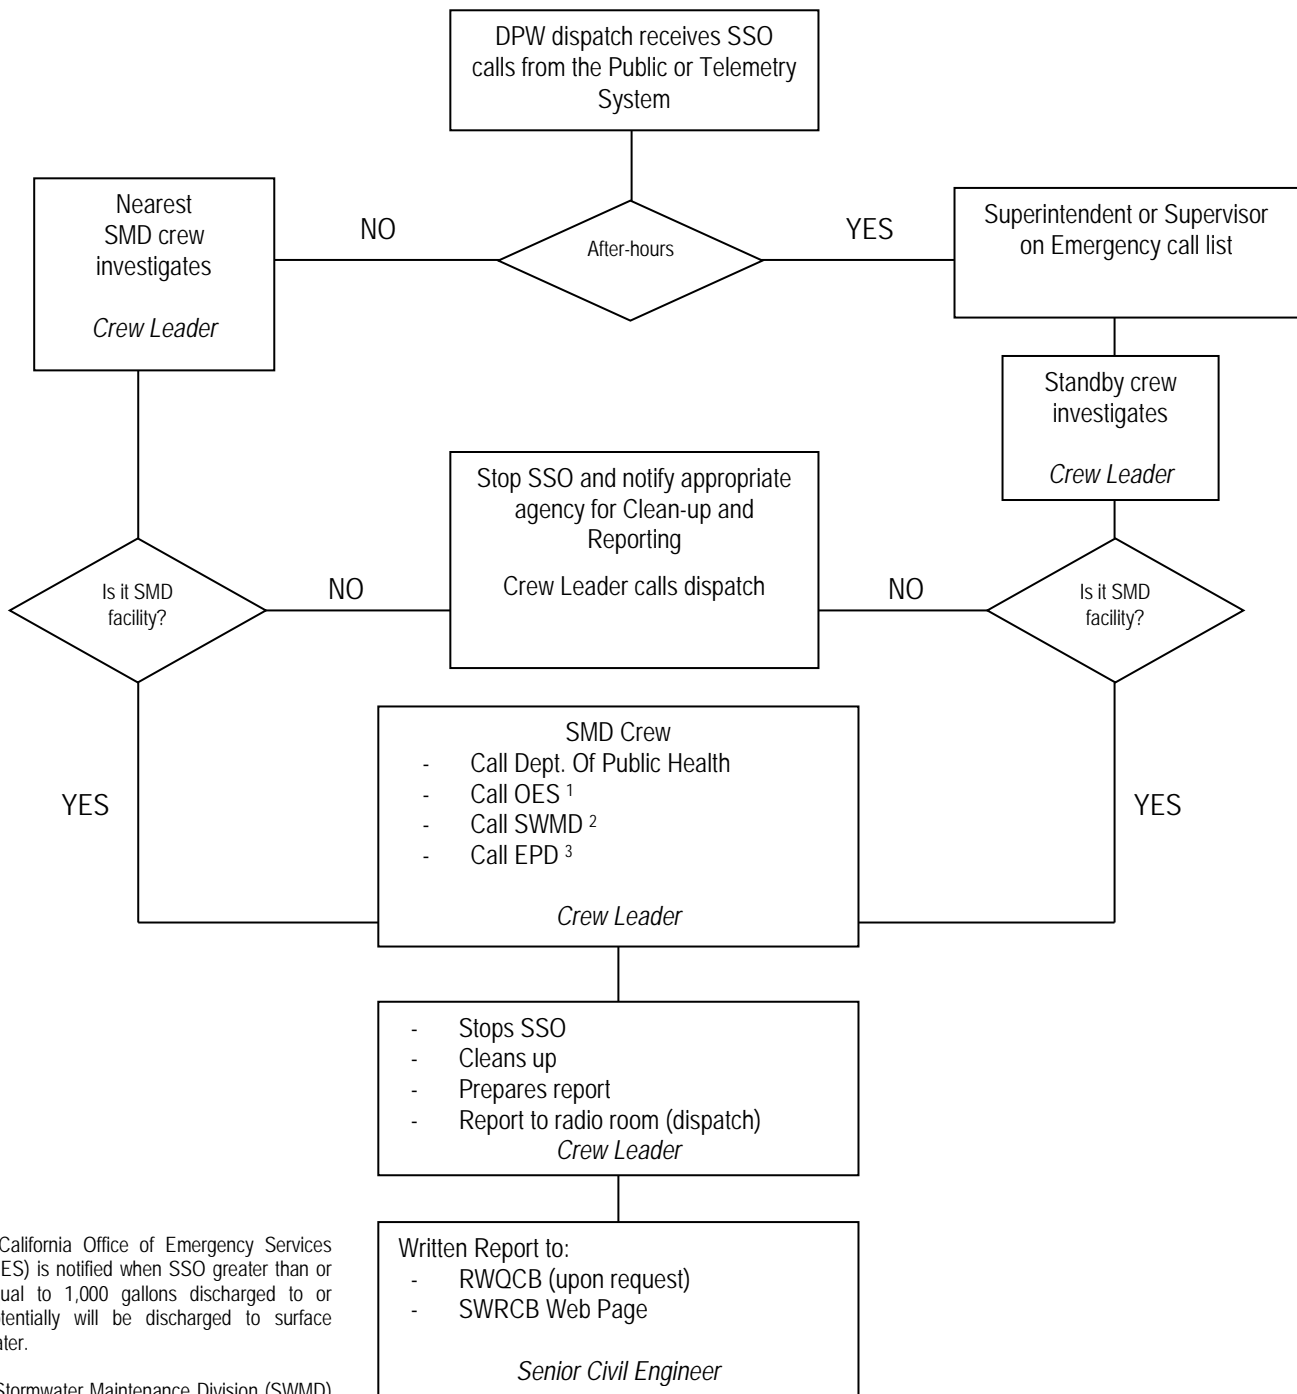 DPW dispatch receives SSO
calls from the Public or Telemetry
System
Nearest
SMD crew
investigates
Crew Leader
NO
After-hours
YES
Superintendent or Supervisor
on Emergency call list
Standby crew
investigates
Crew Leader
Stop SSO and notify appropriate
agency for Clean-up and
Reporting
Crew Leader calls dispatch
Is it SMD
facility?
NO
NO
Is it SMD
facility?
YES
SMD Crew
- Call Dept. Of Public Health
- Call OES 1
- Call SWMD 2
- Call EPD 3
Crew Leader
YES
- Stops SSO
- Cleans up
- Prepares report
- Report to radio room (dispatch)
Crew Leader
Written Report to:
- RWQCB (upon request)
- SWRCB Web Page
Senior Civil Engineer
California Office of Emergency Services
ES) is notified when SSO greater than or
ual to 1,000 gallons discharged to or
otentially will be discharged to surface
ater.
Stormwater Maintenance Division (SWMD)